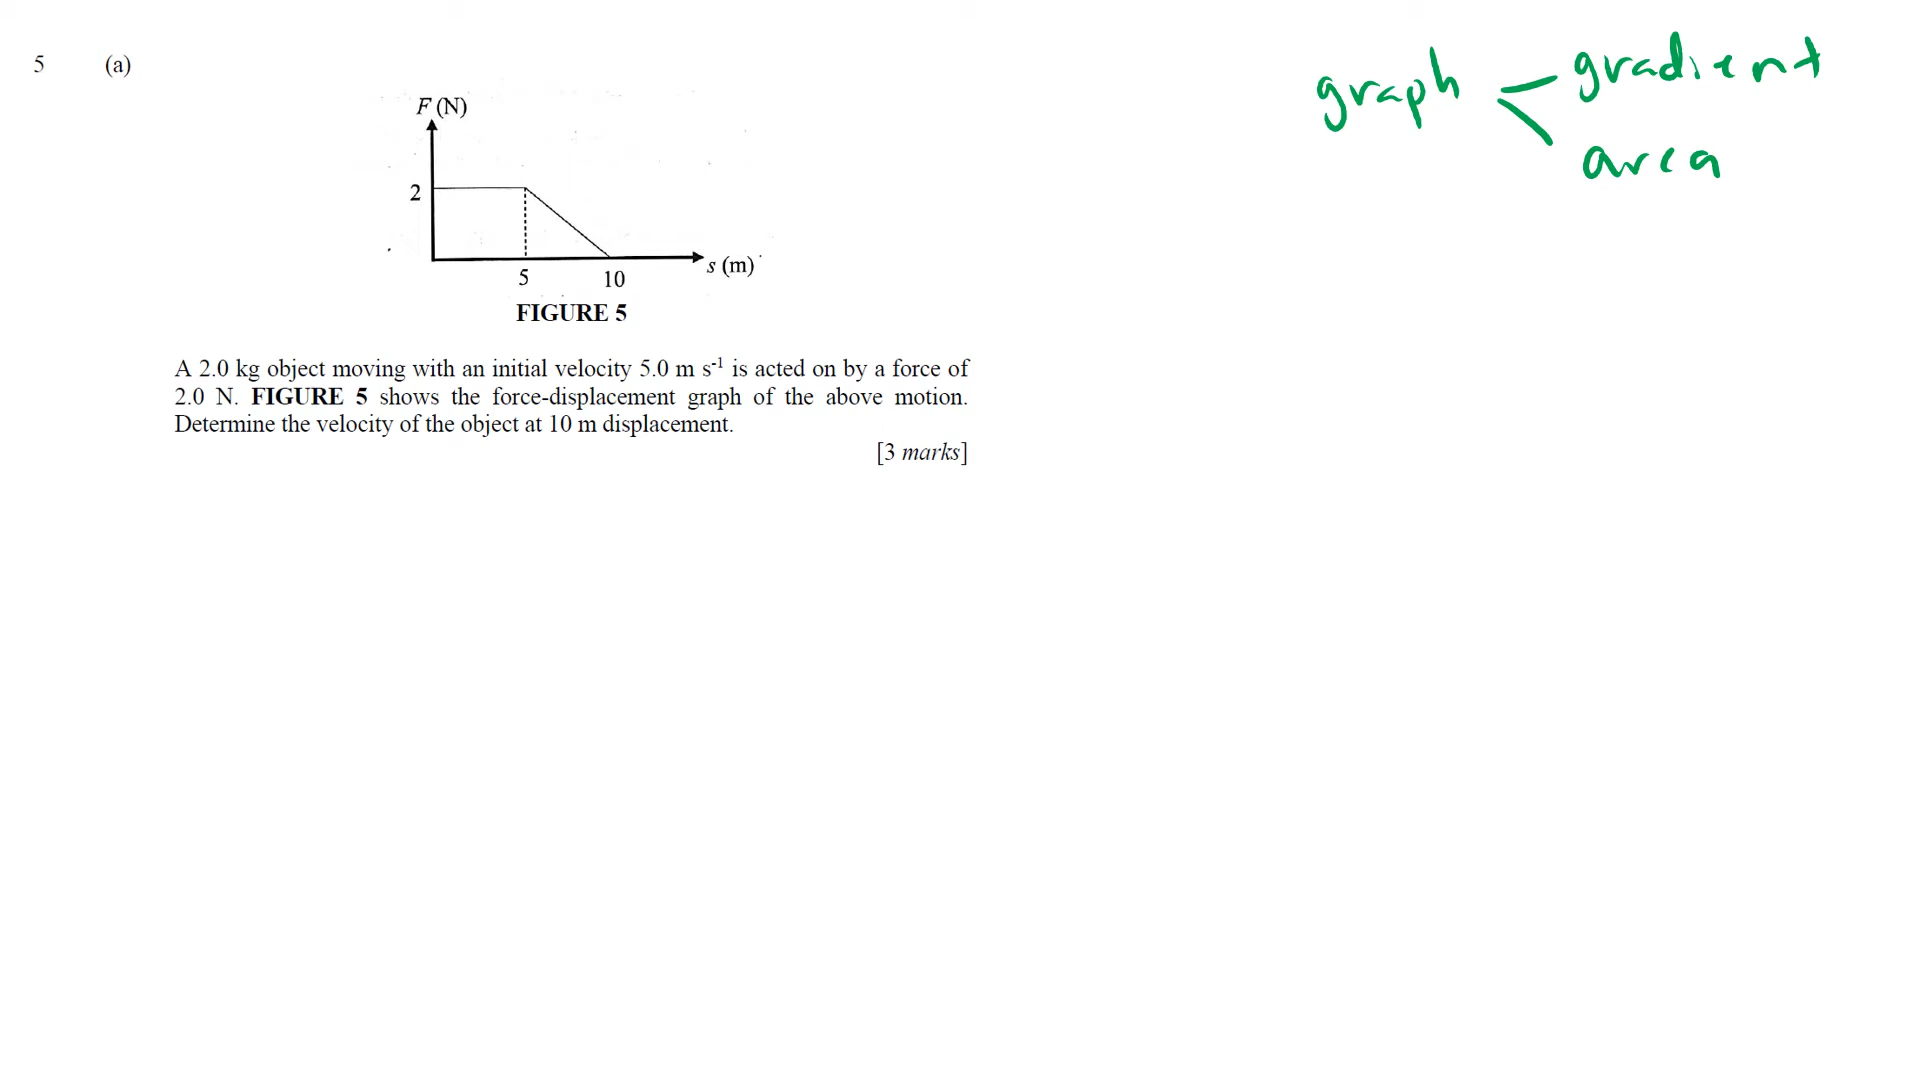 5 (a)
F (N)
2
5 10
s (m)
FIGURE 5
A 2.0 kg object moving with an initial velocity 5.0 m s⁻¹ is acted on by a force of
2.0 N. FIGURE 5 shows the force-displacement graph of the above motion.
Determine the velocity of the object at 10 m displacement.
[3 marks]
graph
gradient
area